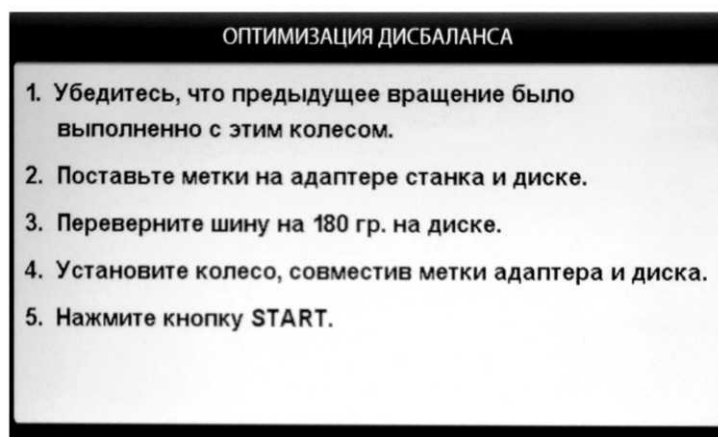 ОПТИМИЗАЦИЯ ДИСБАЛАНСА
1. Убедитесь, что предыдущее вращение было
выполненно с этим колесом.
2. Поставьте метки на адаптере станка и диске.
3. Переверните шину на 180 гр. на диске.
4. Установите колесо, совместив метки адаптера и диска.
5. Нажмите кнопку START.